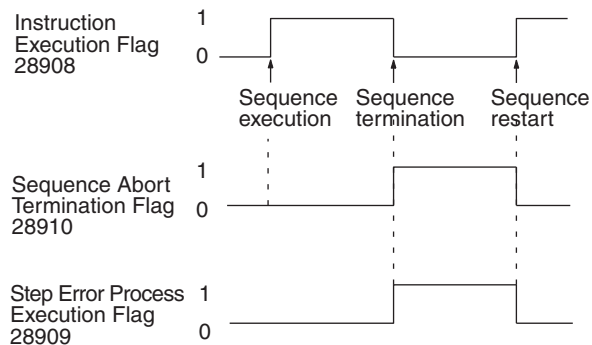 Instruction
Execution Flag
28908
1
0
Sequence
execution
Sequence
termination
Sequence
restart
Sequence Abort
Termination Flag
28910
1
0
Step Error Process
Execution Flag
28909
1
0